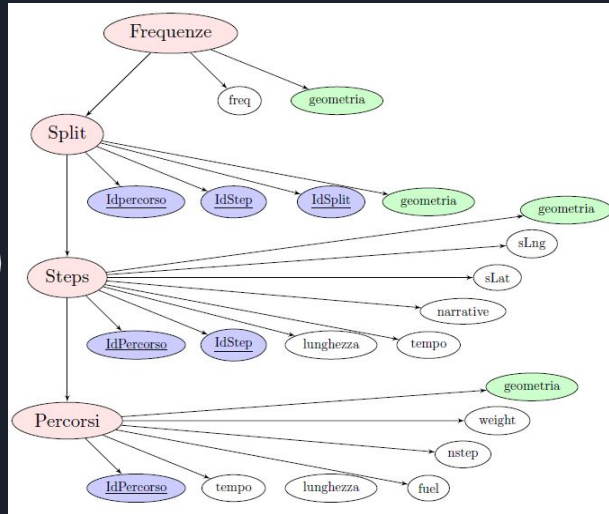 Frequenze
freq
geometria
Split
Idpercorso
IdStep
IdSplit
geometria
geometria
sLng
Steps
sLat
narrative
IdPercorso
IdStep
lunghezza
tempo
geometria
Percorsi
weight
nstep
IdPercorso
tempo
lunghezza
fuel